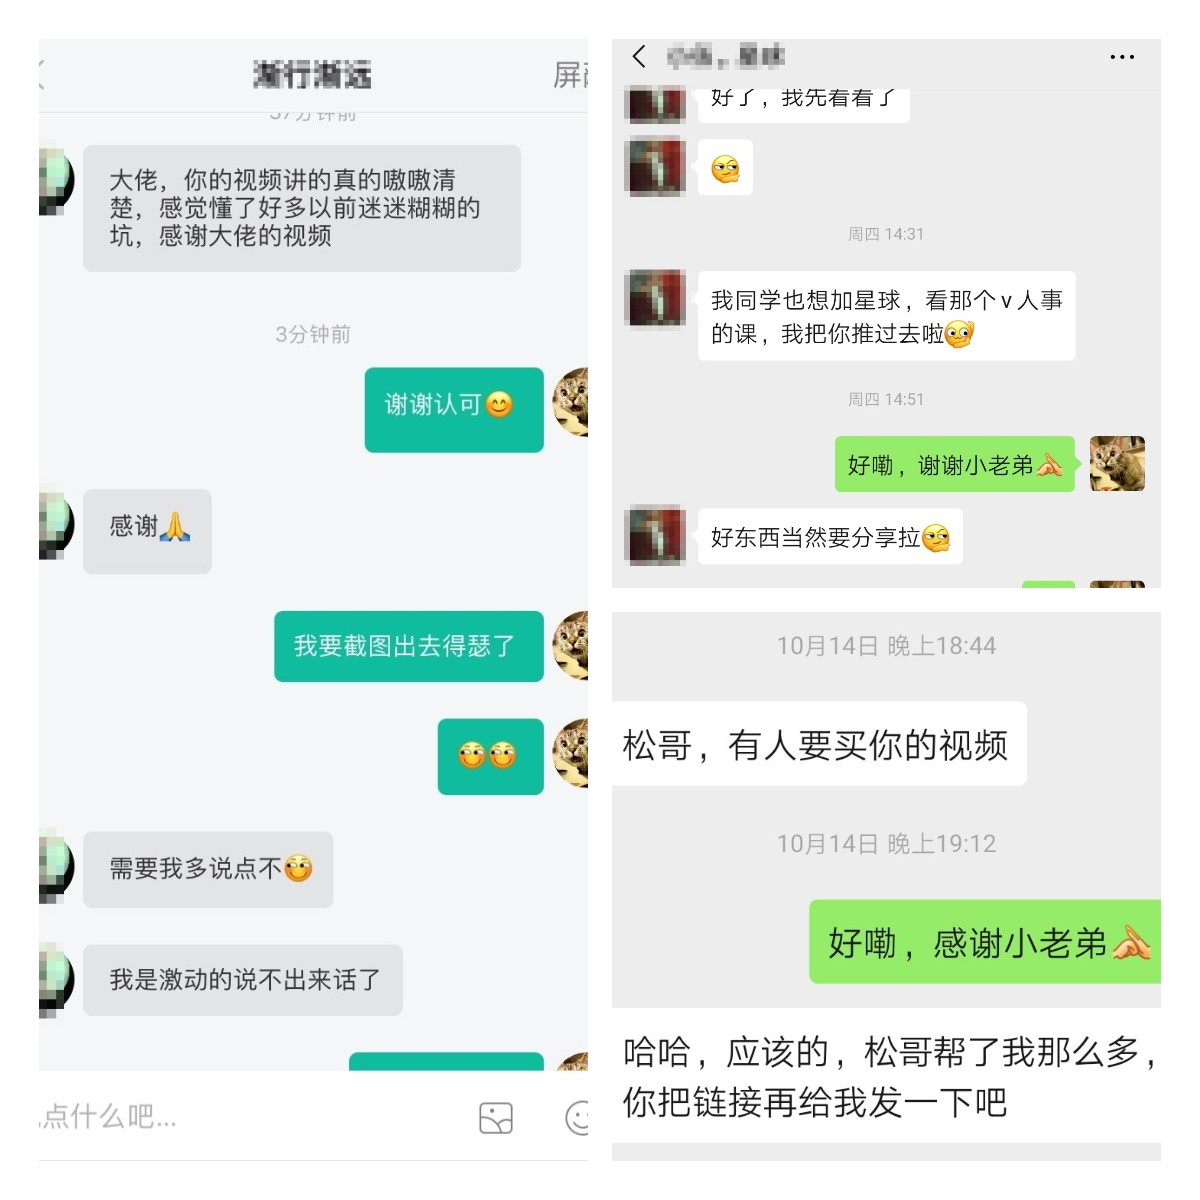 渐行渐远
屏
37分钟前
大佬，你的视频讲的真的嗷嗷清
楚，感觉懂了好多以前迷迷糊糊的
坑，感谢大佬的视频
3分钟前
谢谢认可😊
感谢🙏
我要截图出去得瑟了
需要我多说点不
我是激动的说不出来话了
点什么吧...
好了，我先看看了
周四 14:31
我同学也想加星球，看那个v人事
的课，我把你推过去啦
周四 14:51
好嘞，谢谢小老弟
好东西当然要分享拉
10月14日 晚上18:44
松哥，有人要买你的视频
10月14日 晚上19:12
好嘞，感谢小老弟
哈哈，应该的，松哥帮了我那么多，
你把链接再给我发一下吧